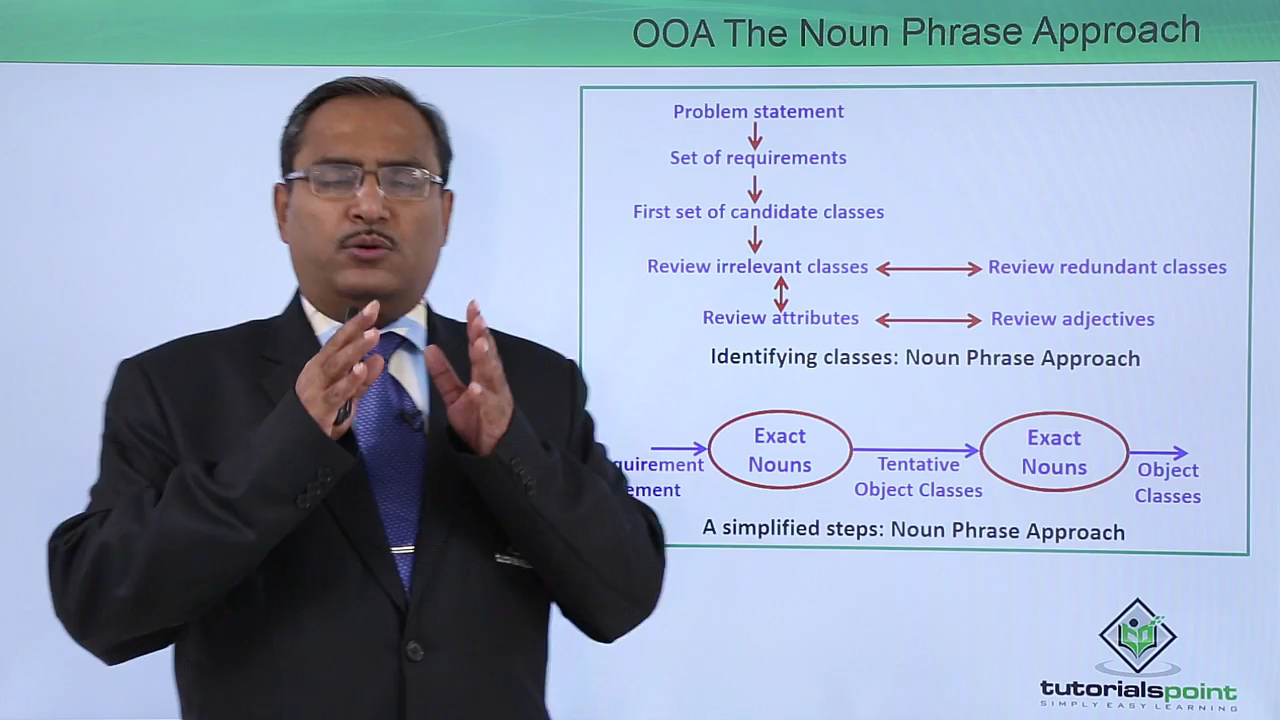 OOA The Noun Phrase Approach
Problem statement
Set of requirements
First set of candidate classes
Review irrelevant classes
Review redundant classes
Review attributes
Review adjectives
Identifying classes: Noun Phrase Approach
Exact
Nouns
Tentative
Object Classes
Exact
Nouns
Object
Classes
A simplified steps: Noun Phrase Approach
tutorialspoint
SIMPLY EASY LEARNING